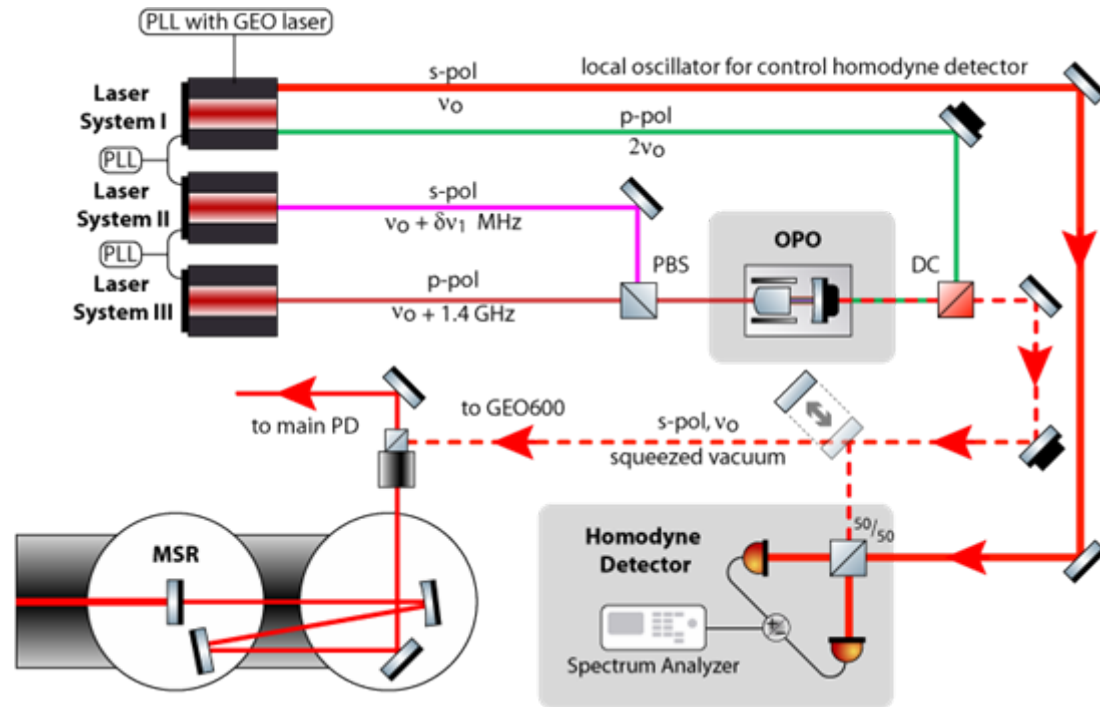 PLL with GEO laser
s-pol
νo
local oscillator for control homodyne detector
Laser
System I
p-pol
2νo
PLL
Laser
System II
s-pol
νo + δν1 MHz
PLL
Laser
System III
p-pol
νo + 1.4 GHz
PBS
OPO
DC
to main PD
to GEO600
s-pol, νo
squeezed vacuum
MSR
Homodyne
Detector
50/50
Spectrum Analyzer